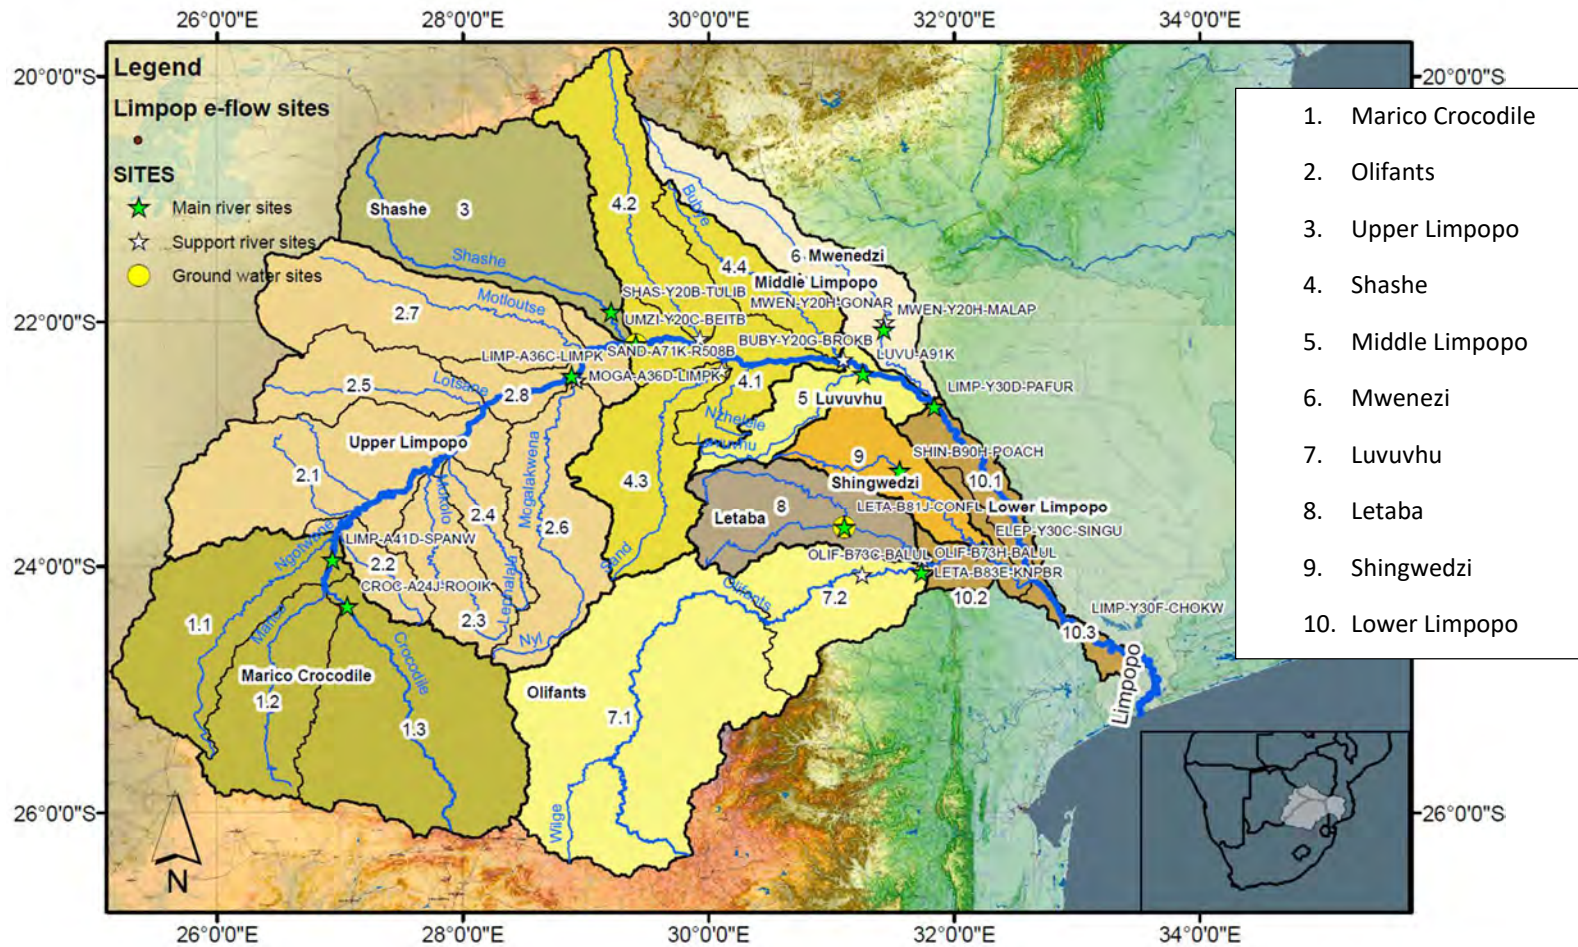 26°0'0"E 28°0'0"E 30°0'0"E 32°0'0"E 34°0'0"E
20°0'0"S
20°0'0"S
22°0'0"S
24°0'0"S
26°0'0"S
26°0'0"S
26°0'0"E 28°0'0"E 30°0'0"E 32°0'0"E 34°0'0"E
Legend
Limpop e-flow sites
SITES
Main river sites
Support river sites
Ground water sites
Shashe 3
Shashe
4.2
Bubye
4.4
6 Mwenedzi
Middle Limpopo
SHAS-Y20B-TULIB
MWEN-Y20H-GONAR
MWEN-Y20H-MALAP
UMZI-Y20C-BEITB
2.7
Motloutse
LIMP-A36C-LIMPK
SAND-A71K-R508B
BUBY-Y20G-BROKB
LUVU-A91K
MOGA-A36D-LIMPK
LIMP-Y30D-PAFUR
2.5
Lotsane
2.8
4.1
5 Luvuvhu
Nzhelele
Luvuvhu
Upper Limpopo
2.1
Mokolo
2.4
Mogalakwena
2.6
4.3
Sand
9
Shingwedzi
SHIN-B90H-POACH
10.1
8
Letaba
LETA-B81J-CONFL
Lower Limpopo
ELEP-Y30C-SINGU
Ngotwane
LIMP-A41D-SPANW
2.2
CROC-A24J-ROOIK
Lephalala
2.3
Nyl
OLIF-B73C-BALUL
OLIF-B73H-BALUL
LETA-B83E-KNPBR
Olifants
7.2
10.2
LIMP-Y30F-CHOKW
10.3
Limpopo
1.1
Marico
Crocodile
Marico Crocodile
1.2
1.3
Olifants
7.1
Wilge
N
1. Marico Crocodile
2. Olifants
3. Upper Limpopo
4. Shashe
5. Middle Limpopo
6. Mwenezi
7. Luvuvhu
8. Letaba
9. Shingwedzi
10. Lower Limpopo